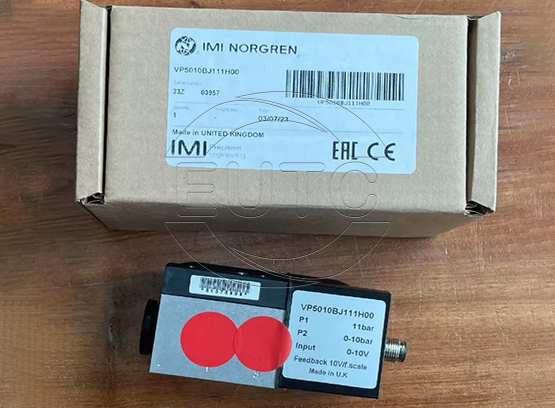 IMI NORGREN
VP5010BJ111H00
23Z 03957
VP5010BJ111H00
1
03/07/23
Made in UNITED KINGDOM
IMI Precision
Engineering
EAC CE
EUTC
VP5010BJ111H00
P1 11bar
P2 0-10bar
Input 0-10V
Feedback 10V/f.scale
Made in U.K